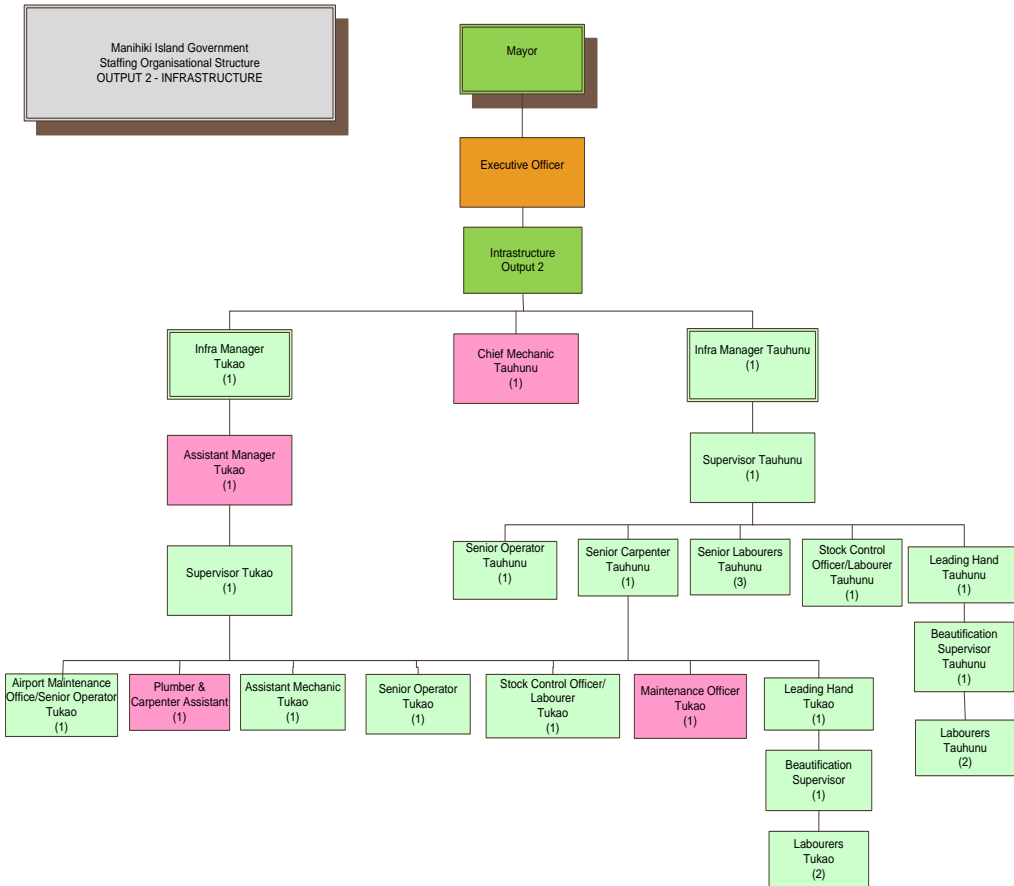 Manihiki Island Government
Staffing Organisational Structure
OUTPUT 2 - INFRASTRUCTURE
Mayor
Executive Officer
Intrastructure
Output 2
Infra Manager
Tukao
(1)
Chief Mechanic
Tauhunu
(1)
Infra Manager Tauhunu
(1)
Assistant Manager
Tukao
(1)
Supervisor Tauhunu
(1)
Supervisor Tukao
(1)
Senior Operator
Tauhunu
(1)
Senior Carpenter
Tauhunu
(1)
Senior Labourers
Tauhunu
(3)
Stock Control
Officer/Labourer
Tauhunu
(1)
Leading Hand
Tauhunu
(1)
Beautification
Supervisor
Tauhunu
(1)
Labourers
Tauhunu
(2)
Airport Maintenance
Office/Senior Operator
Tukao
(1)
Plumber &
Carpenter Assistant
(1)
Assistant Mechanic
Tukao
(1)
Senior Operator
Tukao
(1)
Stock Control Officer/
Labourer
Tukao
(1)
Maintenance Officer
Tukao
(1)
Leading Hand
Tukao
(1)
Beautification
Supervisor
(1)
Labourers
Tukao
(2)